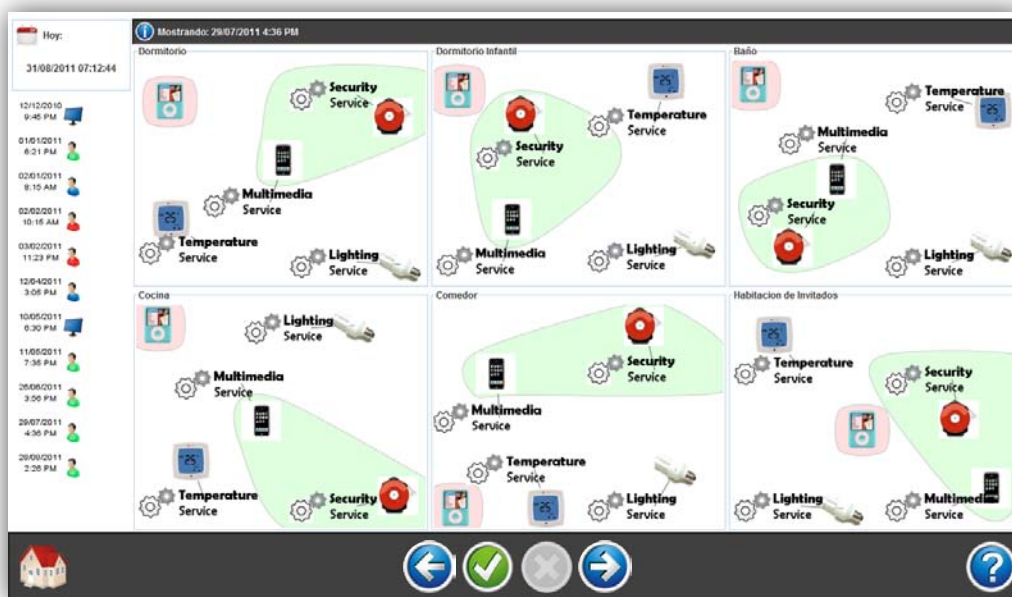 Hoy:
31/08/2011 07:12:44
12/12/2010
9:45 PM
01/01/2011
6:21 PM
02/01/2011
8:15 AM
02/02/2011
10:15 AM
03/02/2011
11:23 PM
12/04/2011
3:05 PM
10/05/2011
6:30 PM
11/05/2011
7:36 PM
26/06/2011
3:56 PM
29/07/2011
4:36 PM
2:26 PM
Mostrando: 29/07/2011 4:36 PM
Dormitorio
Security
Service
Multimedia
Service
Temperature
Service
Lighting
Service
Dormitorio Infantil
Temperature
Service
Security
Service
Multimedia
Service
Lighting
Service
Baño
Temperature
Service
Multimedia
Service
Security
Service
Lighting
Service
Cocina
Lighting
Service
Multimedia
Service
Temperature
Service
Security
Service
Comedor
Security
Service
Multimedia
Service
Temperature
Service
Lighting
Service
Habitacion de Invitados
Temperature
Service
Security
Service
Lighting
Service
Multimedia
Service